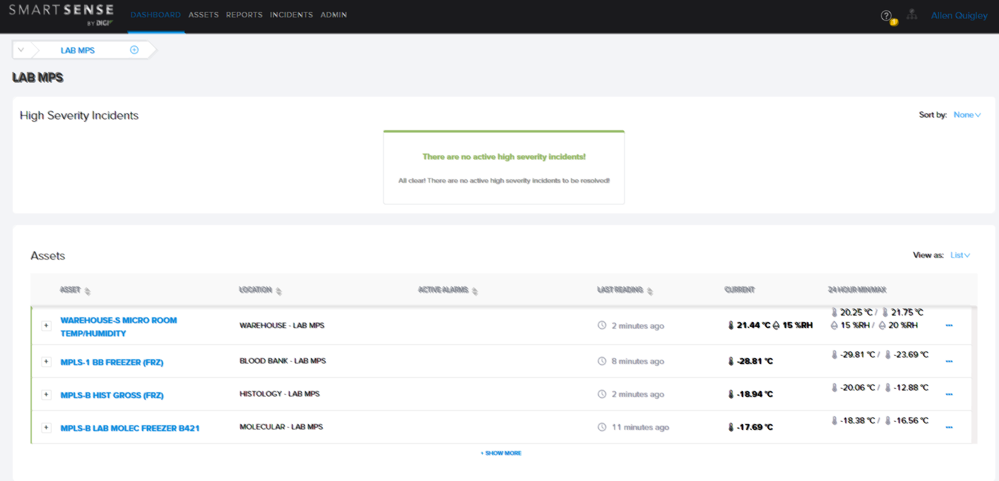 SMARTSENSE
BY DIGI
DASHBOARD ASSETS REPORTS INCIDENTS ADMIN
? 1 Allen Quigley
LAB MPS
LAB MPS
High Severity Incidents
Sort by: None
There are no active high severity incidents!
All clear! There are no active high severity incidents to be resolved!
Assets
View as: List
ASSET LOCATION ACTIVE ALARMS LAST READING CURRENT 24 HOUR MIN/MAX
+ WAREHOUSE-S MICRO ROOM TEMP/HUMIDITY
WAREHOUSE - LAB MPS 2 minutes ago 21.44 °C 15 %RH
20.25 °C / 21.75 °C
15 %RH / 20 %RH ...
+ MPLS-1 BB FREEZER (FRZ) BLOOD BANK - LAB MPS 8 minutes ago -28.81 °C -29.81 °C / -23.69 °C ...
+ MPLS-B HIST GROSS (FRZ) HISTOLOGY - LAB MPS 2 minutes ago -18.94 °C -20.06 °C / -12.88 °C ...
+ MPLS-B LAB MOLEC FREEZER B421 MOLECULAR - LAB MPS 11 minutes ago -17.69 °C -18.38 °C / -16.56 °C ...
+ SHOW MORE